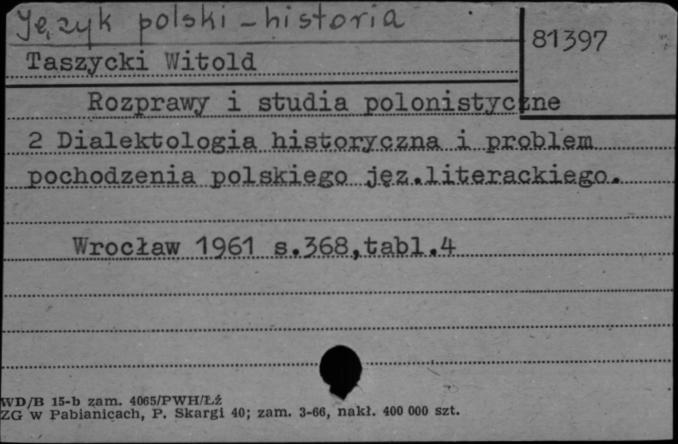 Język polski - historia
81397
Taszycki Witold
Rozprawy i studia polonistyczne
2 Dialektologia historyczna i problem
pochodzenia polskiego jęz.literackiego.
Wrocław 1961 s.368,tabl.4
WD/B 15-b zam. 4065/PWH/Łź
ZG w Pabianicach, P. Skargi 40; zam. 3-66, nakł. 400 000 szt.